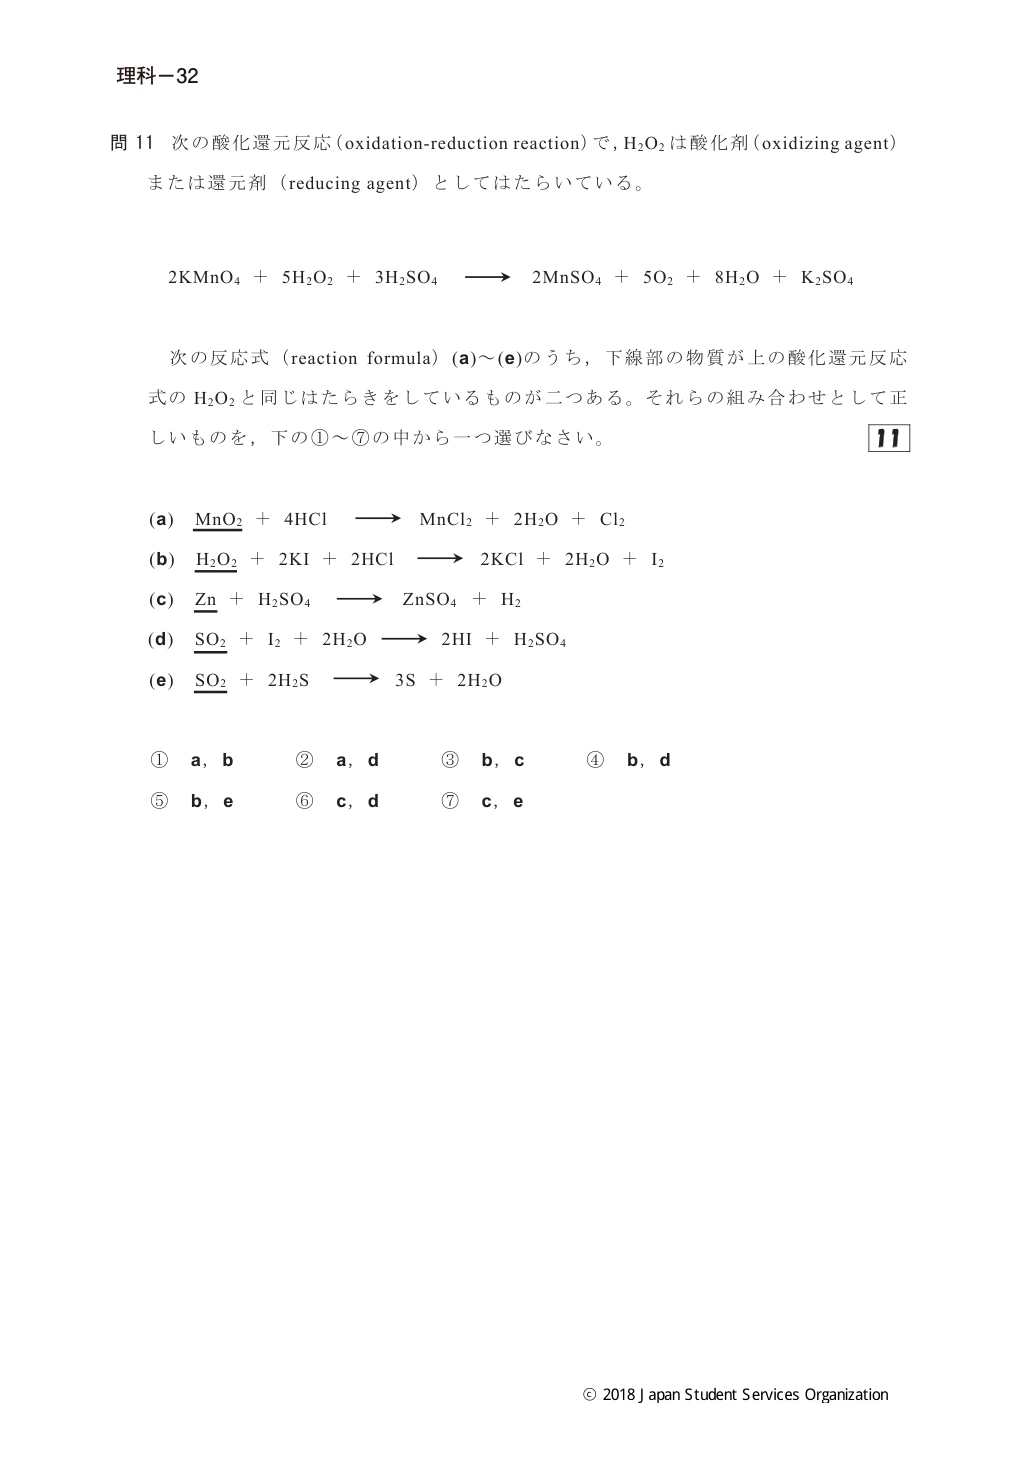 理科－32
問 11 次の酸化還元反応（oxidation-reduction reaction）で，H₂O₂は酸化剤（oxidizing agent）
または還元剤（reducing agent）としてはたらいている。
2KMnO₄ ＋ 5H₂O₂ ＋ 3H₂SO₄ ⟶ 2MnSO₄ ＋ 5O₂ ＋ 8H₂O ＋ K₂SO₄
次の反応式（reaction formula）(a)～(e)のうち，下線部の物質が上の酸化還元反応
式の H₂O₂ と同じはたらきをしているものが二つある。それらの組み合わせとして正
しいものを，下の①～⑦の中から一つ選びなさい。 11
(a) MnO₂ ＋ 4HCl ⟶ MnCl₂ ＋ 2H₂O ＋ Cl₂
(b) H₂O₂ ＋ 2KI ＋ 2HCl ⟶ 2KCl ＋ 2H₂O ＋ I₂
(c) Zn ＋ H₂SO₄ ⟶ ZnSO₄ ＋ H₂
(d) SO₂ ＋ I₂ ＋ 2H₂O ⟶ 2HI ＋ H₂SO₄
(e) SO₂ ＋ 2H₂S ⟶ 3S ＋ 2H₂O
① a，b ② a，d ③ b，c ④ b，d
⑤ b，e ⑥ c，d ⑦ c，e
© 2018 Japan Student Services Organization